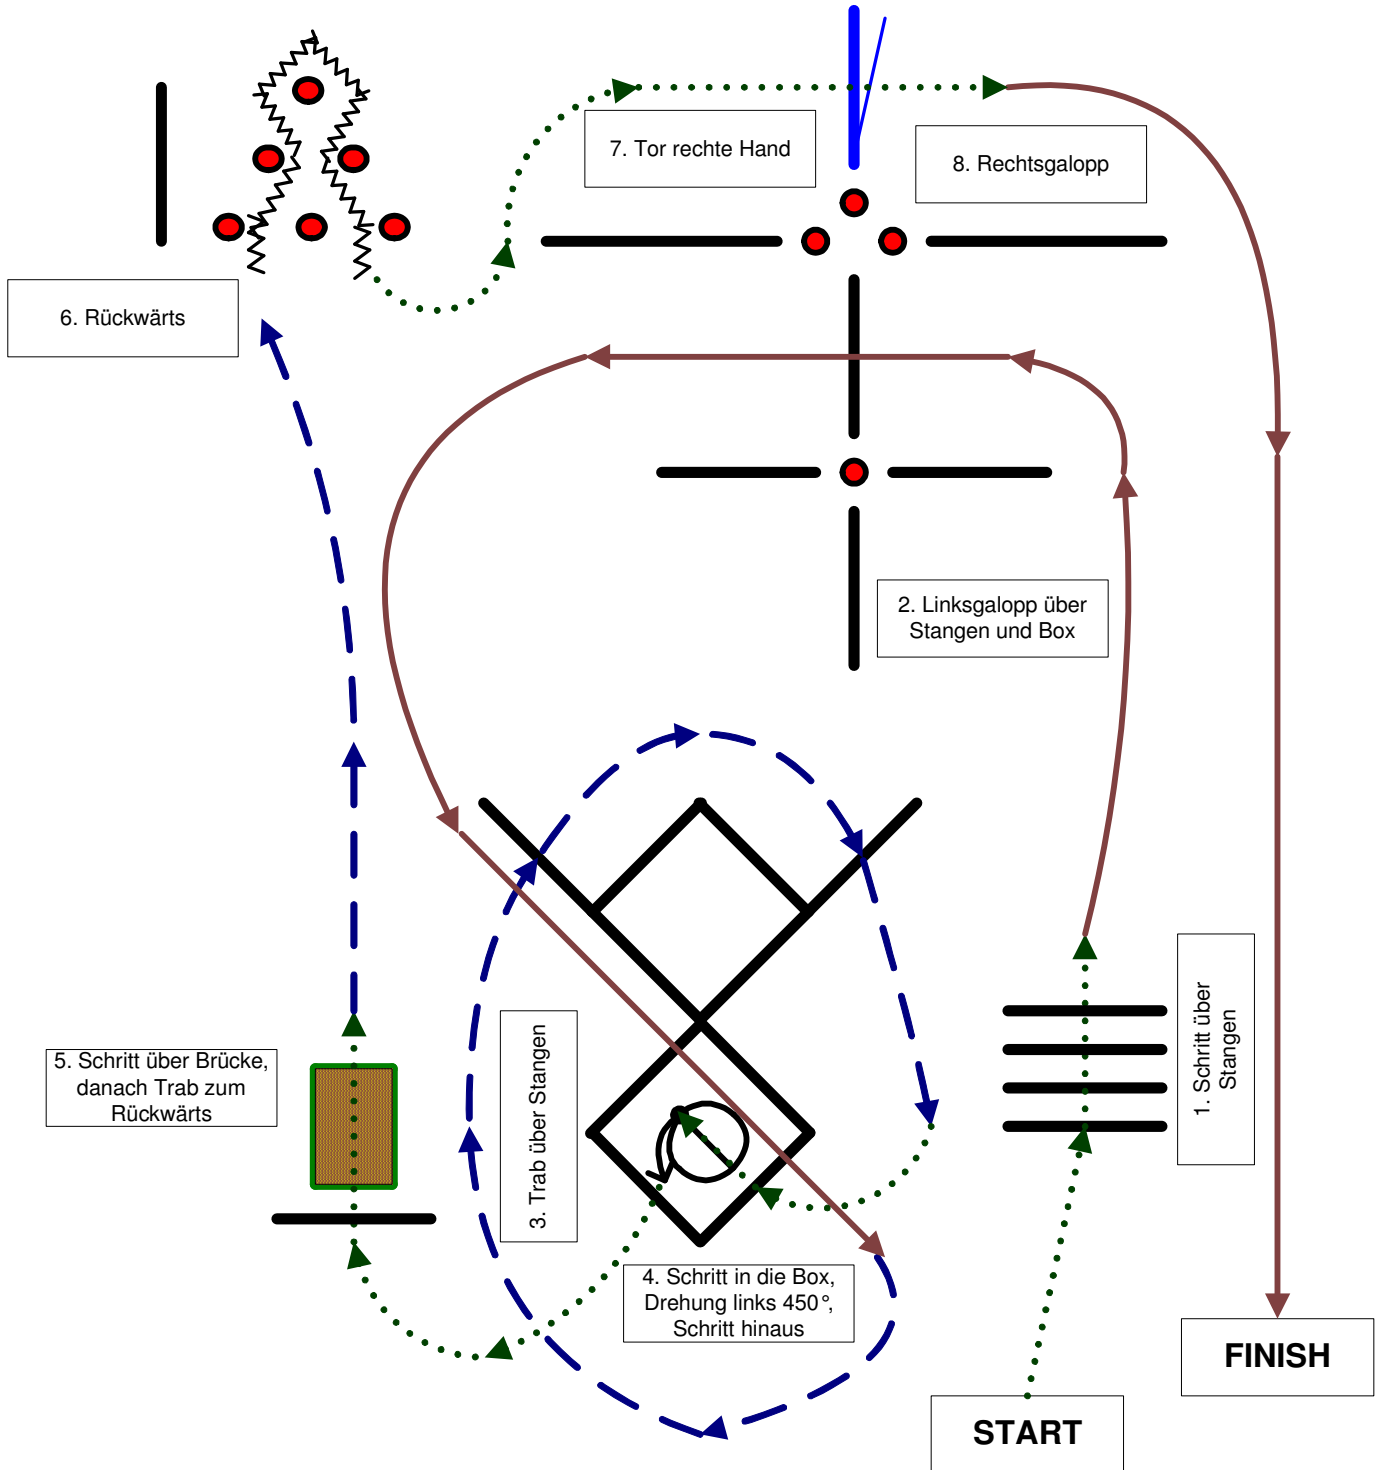 7. Tor rechte Hand
8. Rechtsgalopp
6. Rückwärts
2. Linksgalopp über
Stangen und Box
1. Schritt über
Stangen
3. Trab über Stangen
5. Schritt über Brücke,
danach Trab zum
Rückwärts
4. Schritt in die Box,
Drehung links 450°,
Schritt hinaus
FINISH
START